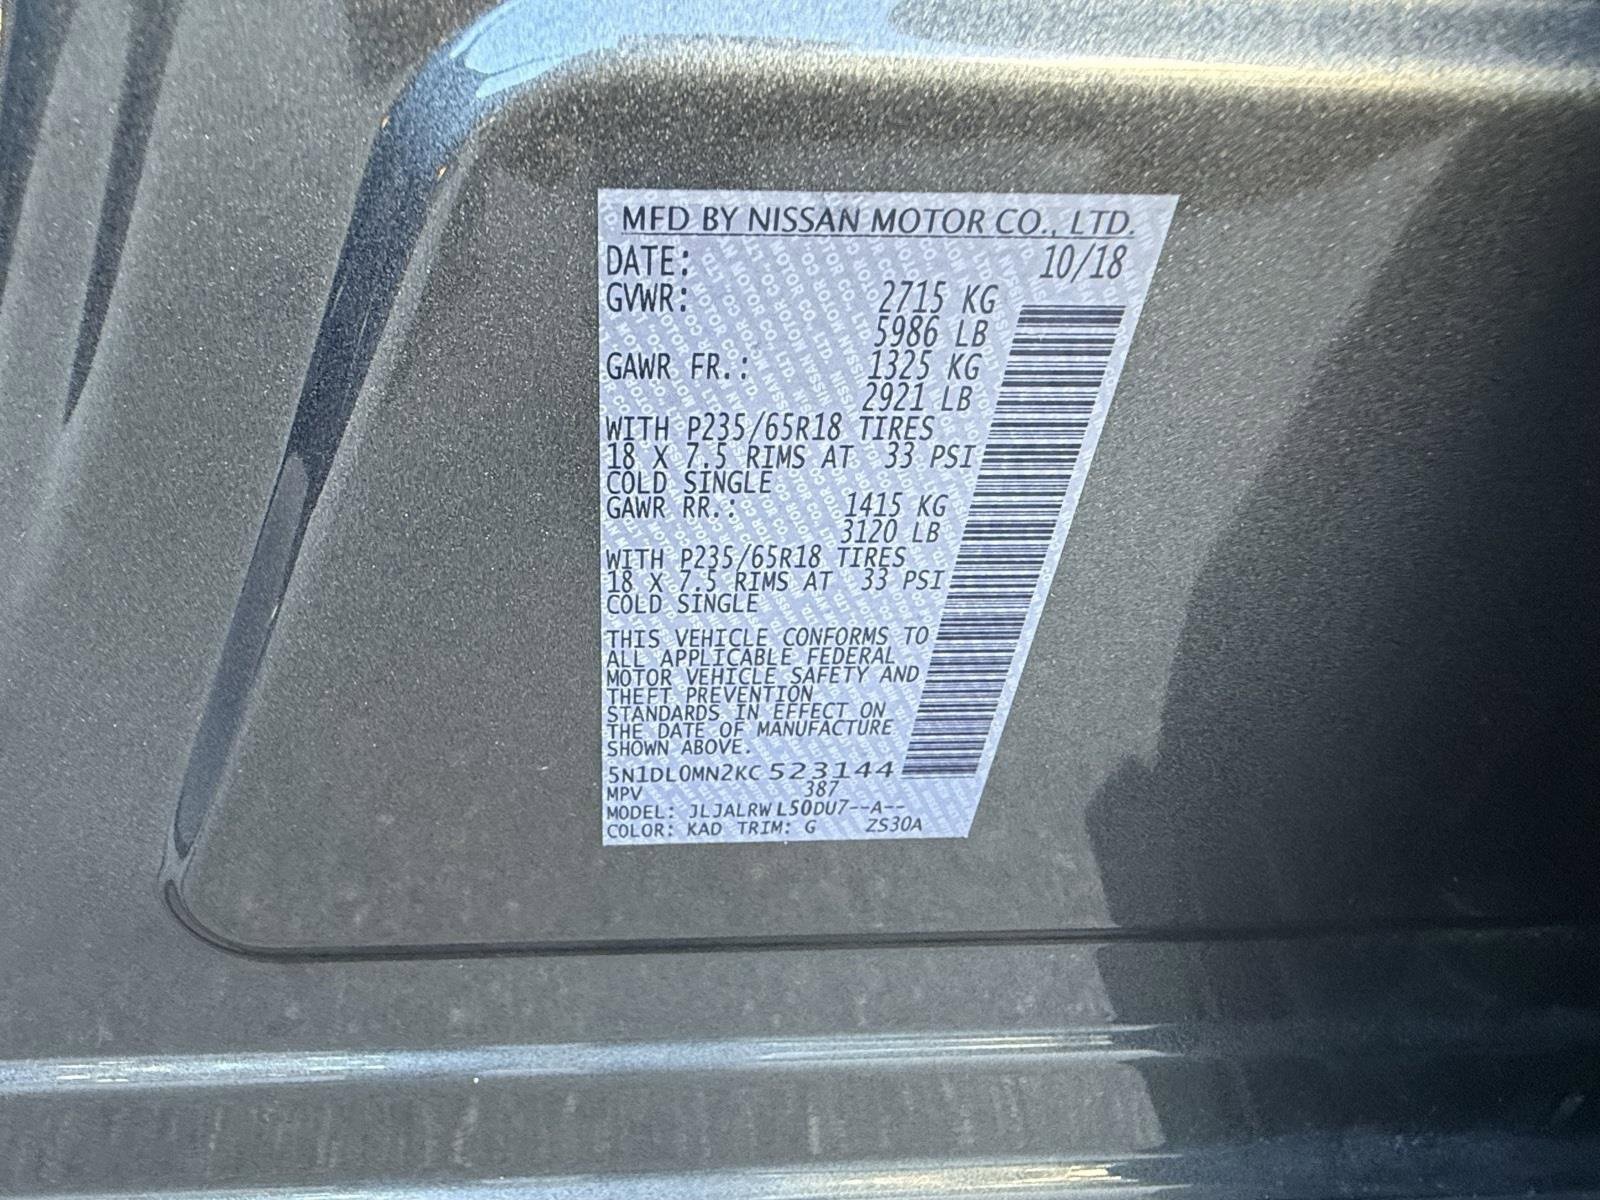 MFD BY NISSAN MOTOR CO., LTD.
DATE: 10/18
GVWR: 2715 KG
5986 LB
GAWR FR.: 1325 KG
2921 LB
WITH P235/65R18 TIRES
18 X 7.5 RIMS AT 33 PSI
COLD SINGLE
GAWR RR.: 1415 KG
3120 LB
WITH P235/65R18 TIRES
18 X 7.5 RIMS AT 33 PSI
COLD SINGLE
THIS VEHICLE CONFORMS TO
ALL APPLICABLE FEDERAL
MOTOR VEHICLE SAFETY AND
THEFT PREVENTION
STANDARDS IN EFFECT ON
THE DATE OF MANUFACTURE
SHOWN ABOVE.
5N1DL0MN2KC523144
MPV 387
MODEL: JLJALRWL50DU7--A--
COLOR: KAD TRIM: G ZS30A